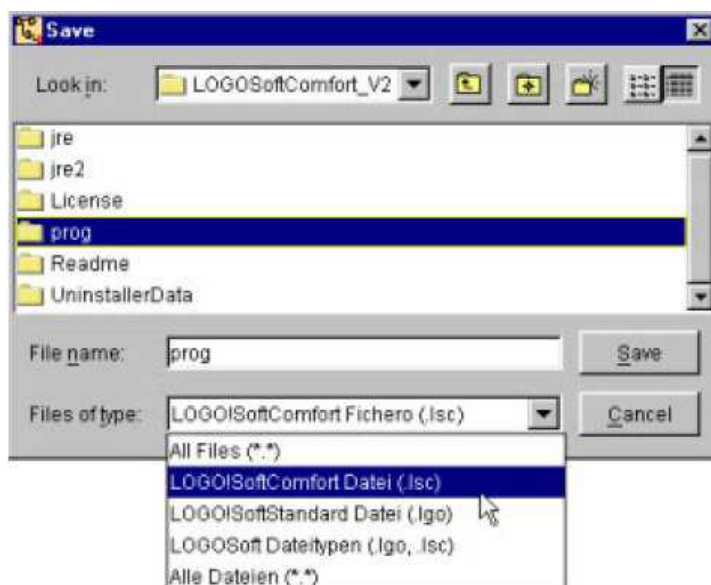 Save
Look in: LOGOSoftComfort_V2
jre
jre2
License
prog
Readme
UninstallerData
File name: prog Save
Files of type: LOGO!SoftComfort Fichero (.lsc) Cancel
All Files (*.*)
LOGO!SoftComfort Datei (.lsc)
LOGO!SoftStandard Datei (.lgo)
LOGOSoft Dateitypen (.lgo, .lsc)
Alle Dateien (*.*)